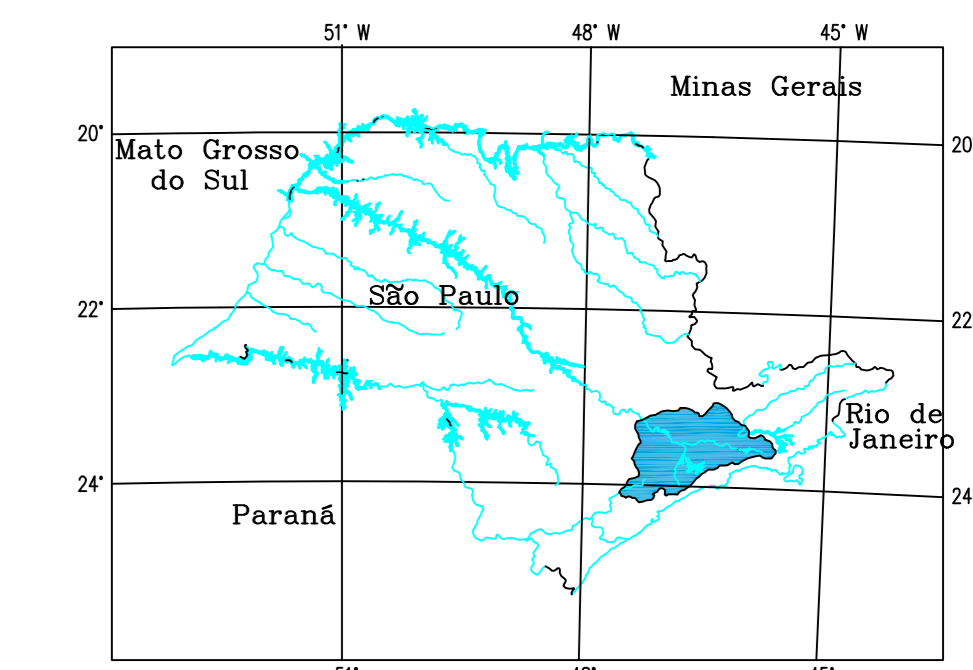 51° W 48° W 45° W
Minas Gerais
20° 20
Mato Grosso
do Sul
São Paulo
22° 22
Rio de
Janeiro
24° 24
Paraná